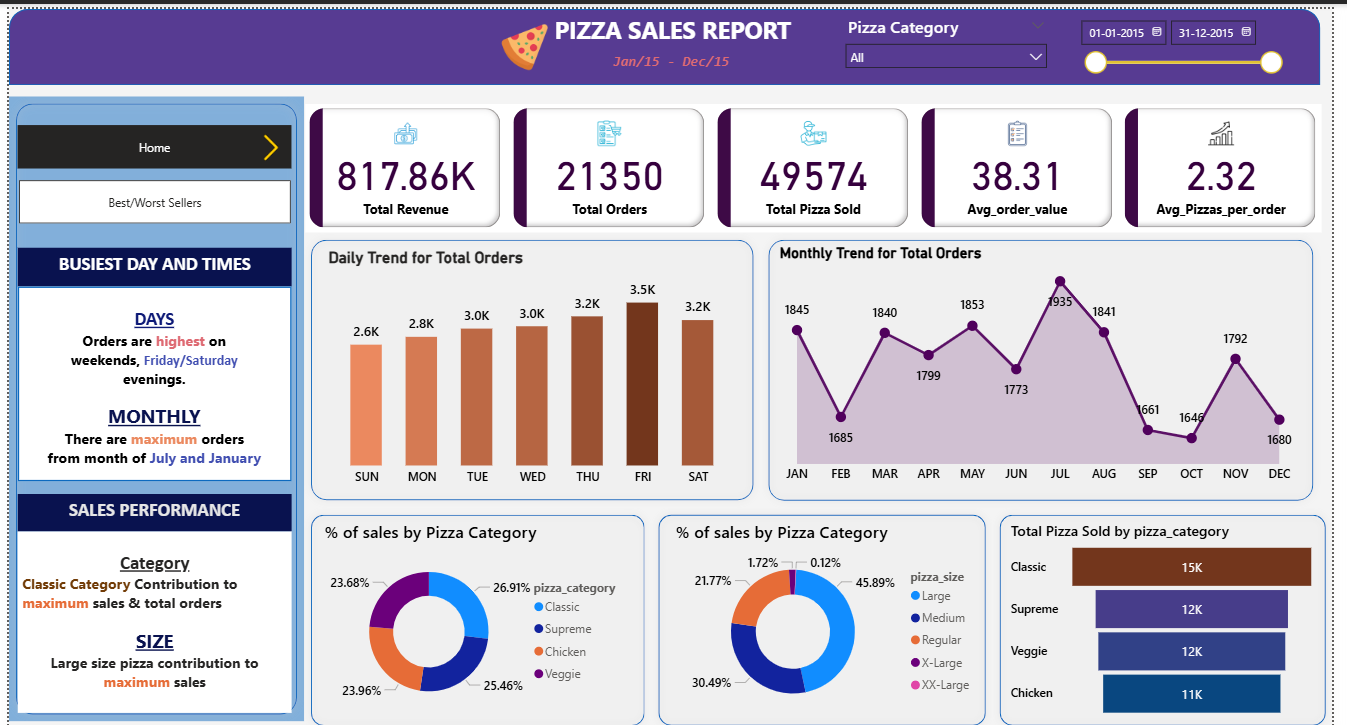 PIZZA SALES REPORT
Jan/15 - Dec/15
Pizza Category
All
01-01-2015
31-12-2015
Home
Best/Worst Sellers
BUSIEST DAY AND TIMES
DAYS
Orders are highest on
weekends, Friday/Saturday
evenings.
MONTHLY
There are maximum orders
from month of July and January
SALES PERFORMANCE
Category
Classic Category Contribution to
maximum sales & total orders
SIZE
Large size pizza contribution to
maximum sales
817.86K
Total Revenue
21350
Total Orders
49574
Total Pizza Sold
38.31
Avg_order_value
2.32
Avg_Pizzas_per_order
Daily Trend for Total Orders
2.6K
2.8K
3.0K
3.0K
3.2K
3.5K
3.2K
SUN MON TUE WED THU FRI SAT
Monthly Trend for Total Orders
1845
1685
1840
1799
1853
1773
1935
1841
1661
1646
1792
1680
JAN FEB MAR APR MAY JUN JUL AUG SEP OCT NOV DEC
% of sales by Pizza Category
23.68%
26.91%
23.96%
25.46%
pizza_category
Classic
Supreme
Chicken
Veggie
% of sales by Pizza Category
1.72%
0.12%
21.77%
45.89%
30.49%
pizza_size
Large
Medium
Regular
X-Large
XX-Large
Total Pizza Sold by pizza_category
Classic 15K
Supreme 12K
Veggie 12K
Chicken 11K